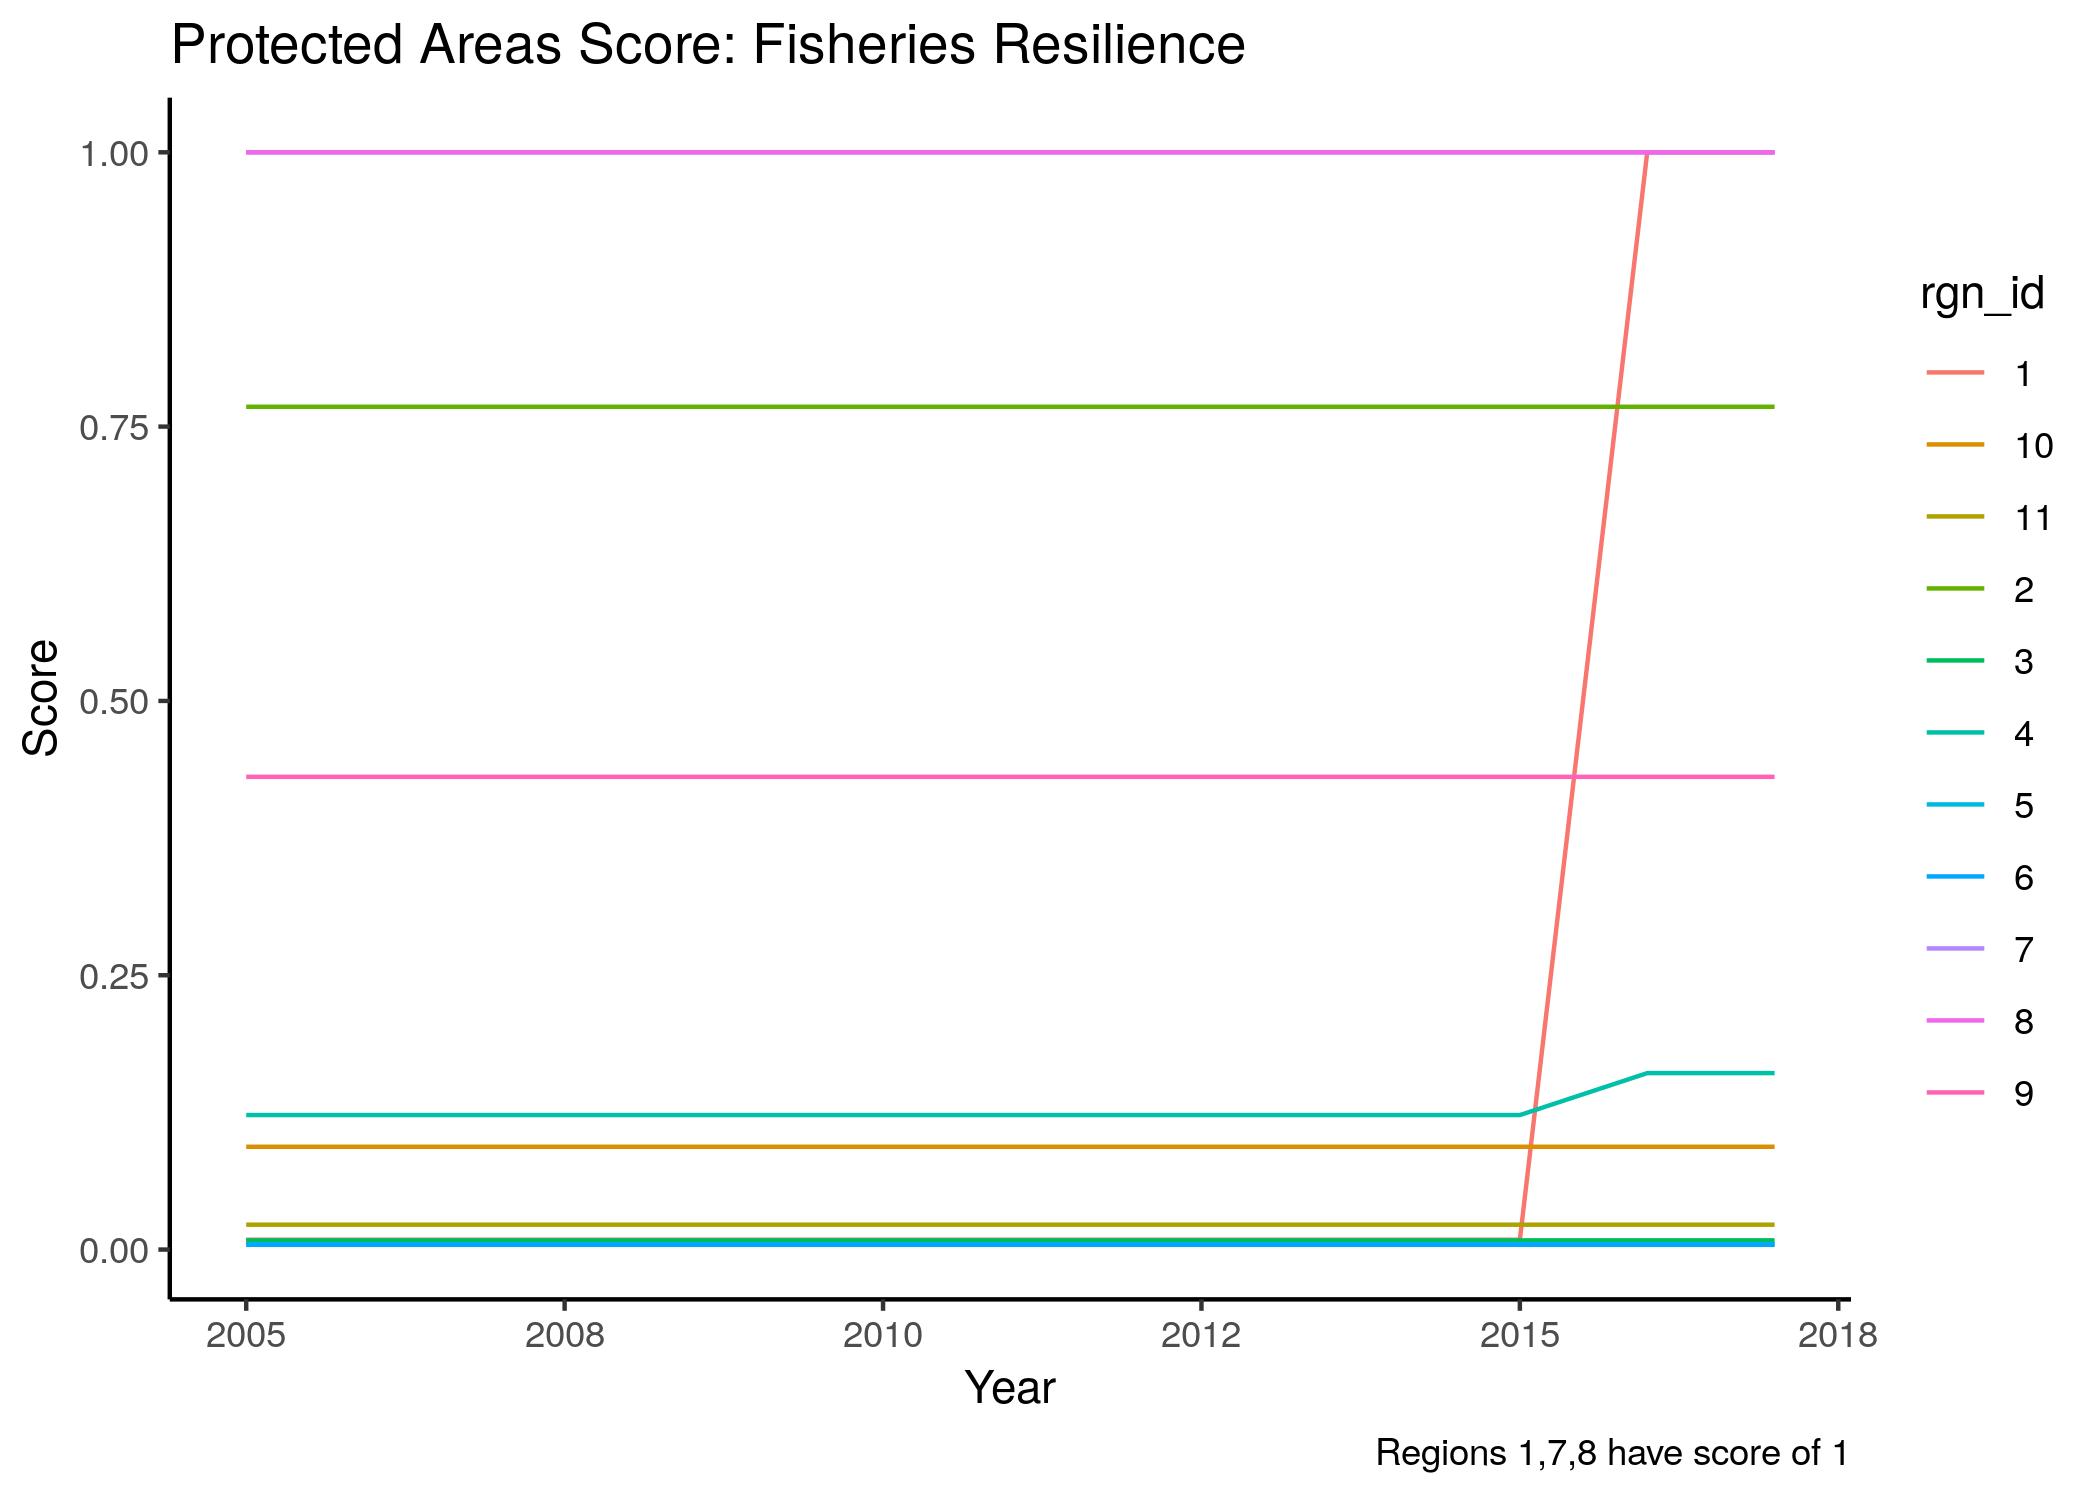 Protected Areas Score: Fisheries Resilience
Score
1.00
0.75
0.50
0.25
0.00
2005 2008 2010 2012 2015 2018
Year
rgn_id
1
10
11
2
3
4
5
6
7
8
9
Regions 1,7,8 have score of 1